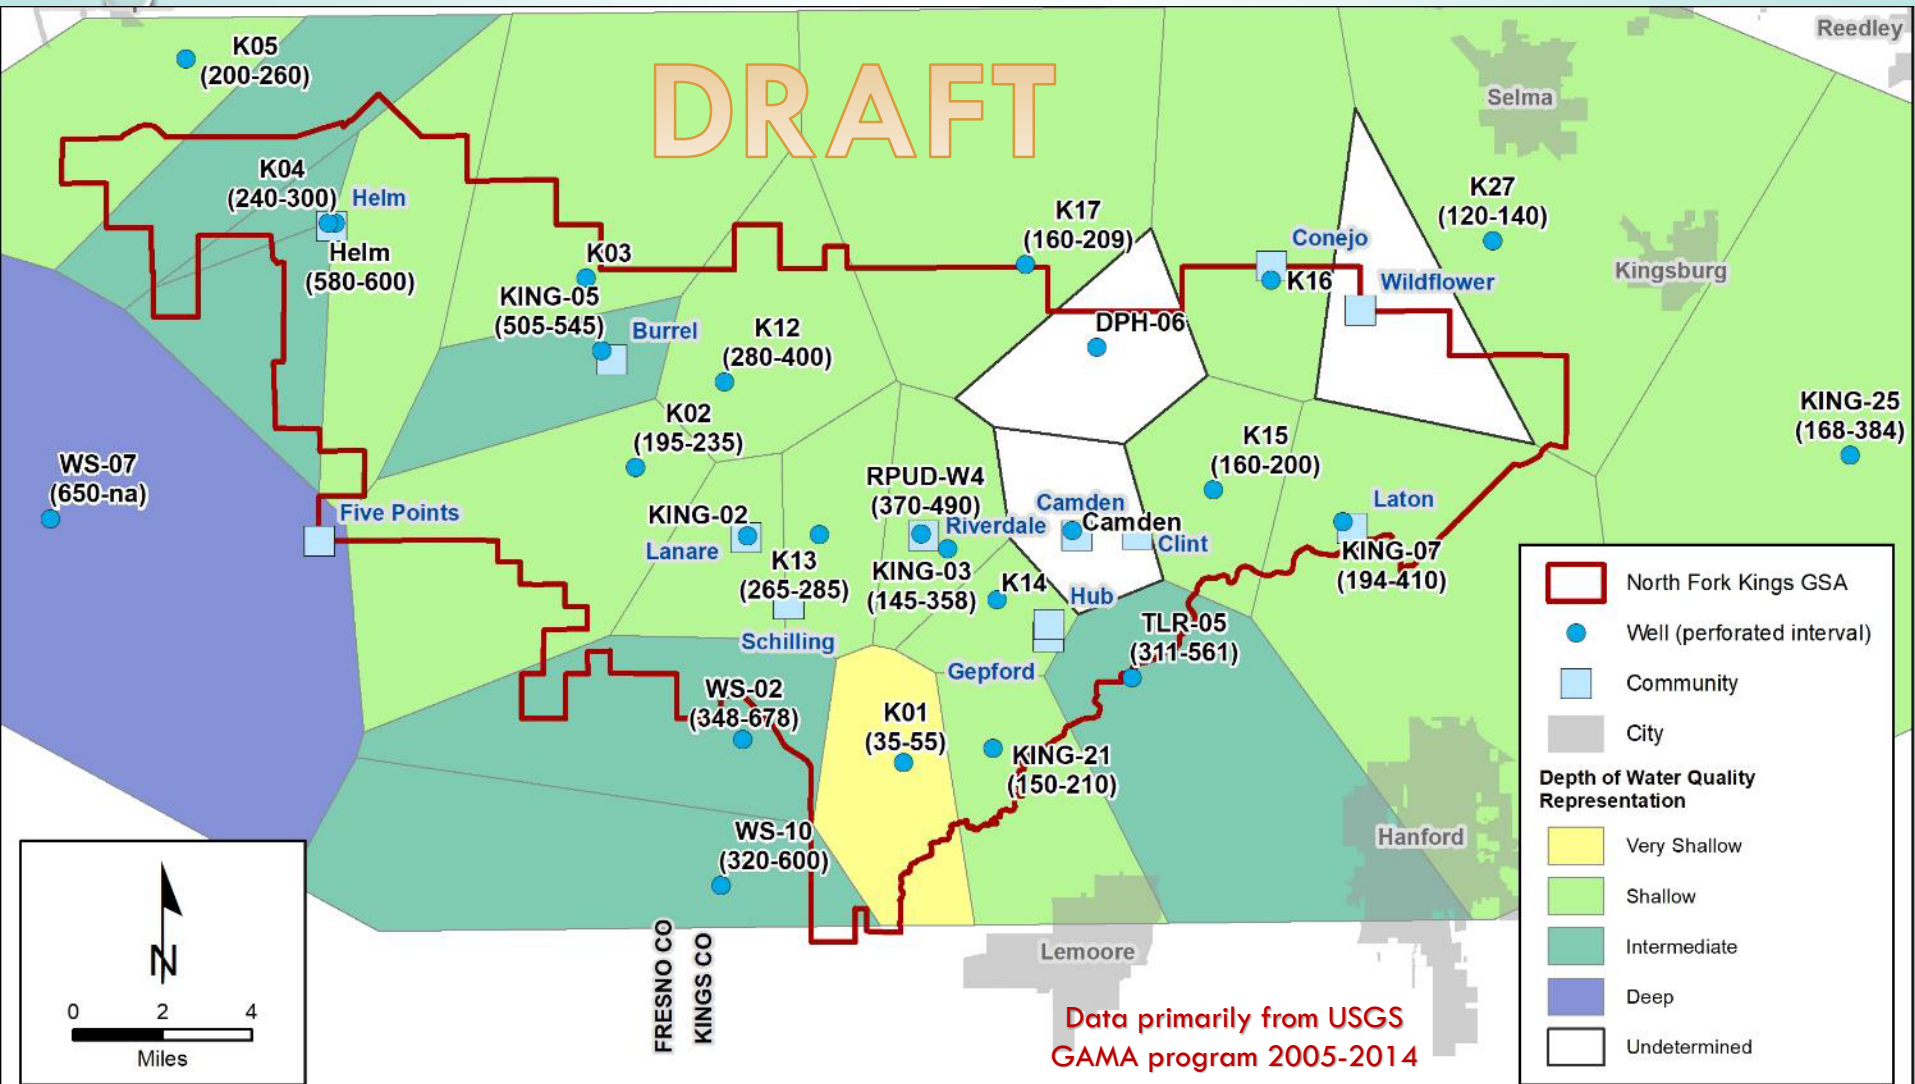 Reedley
K05
(200-260)
DRAFT
Selma
K04
(240-300)
Helm
K27
(120-140)
K17
(160-209)
Conejo
Helm
(580-600)
K03
K16
Wildflower
Kingsburg
KING-05
(505-545)
Burrel
K12
(280-400)
DPH-06
K02
(195-235)
KING-25
(168-384)
K15
(160-200)
WS-07
(650-na)
RPUD-W4
(370-490)
Five Points
KING-02
Lanare
Riverdale
Camden
Camden
Clint
Laton
K13
(265-285)
KING-03
(145-358)
K14
Hub
KING-07
(194-410)
Schilling
TLR-05
(311-561)
Gepford
WS-02
(348-678)
K01
(35-55)
KING-21
(150-210)
WS-10
(320-600)
Hanford
Lemoore
FRESNO CO
KINGS CO
N
0 2 4
Miles
North Fork Kings GSA
Well (perforated interval)
Community
City
Depth of Water Quality
Representation
Very Shallow
Shallow
Intermediate
Deep
Undetermined
Data primarily from USGS
GAMA program 2005-2014